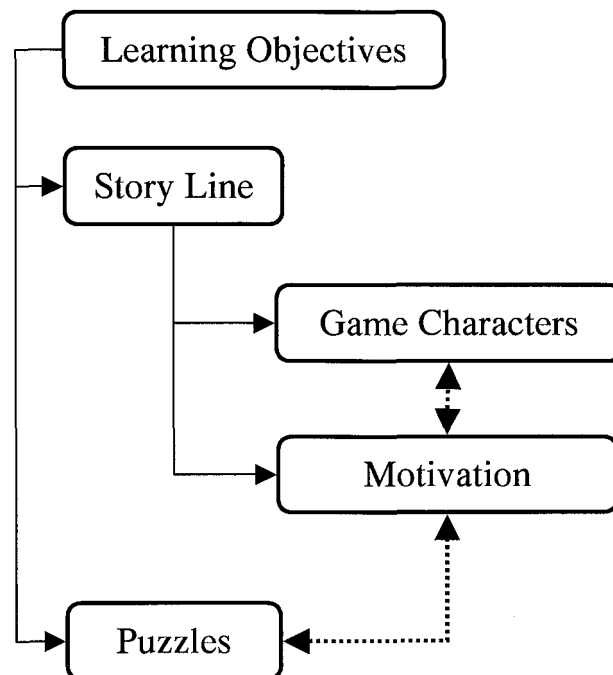 Learning Objectives
Story Line
Game Characters
Motivation
Puzzles